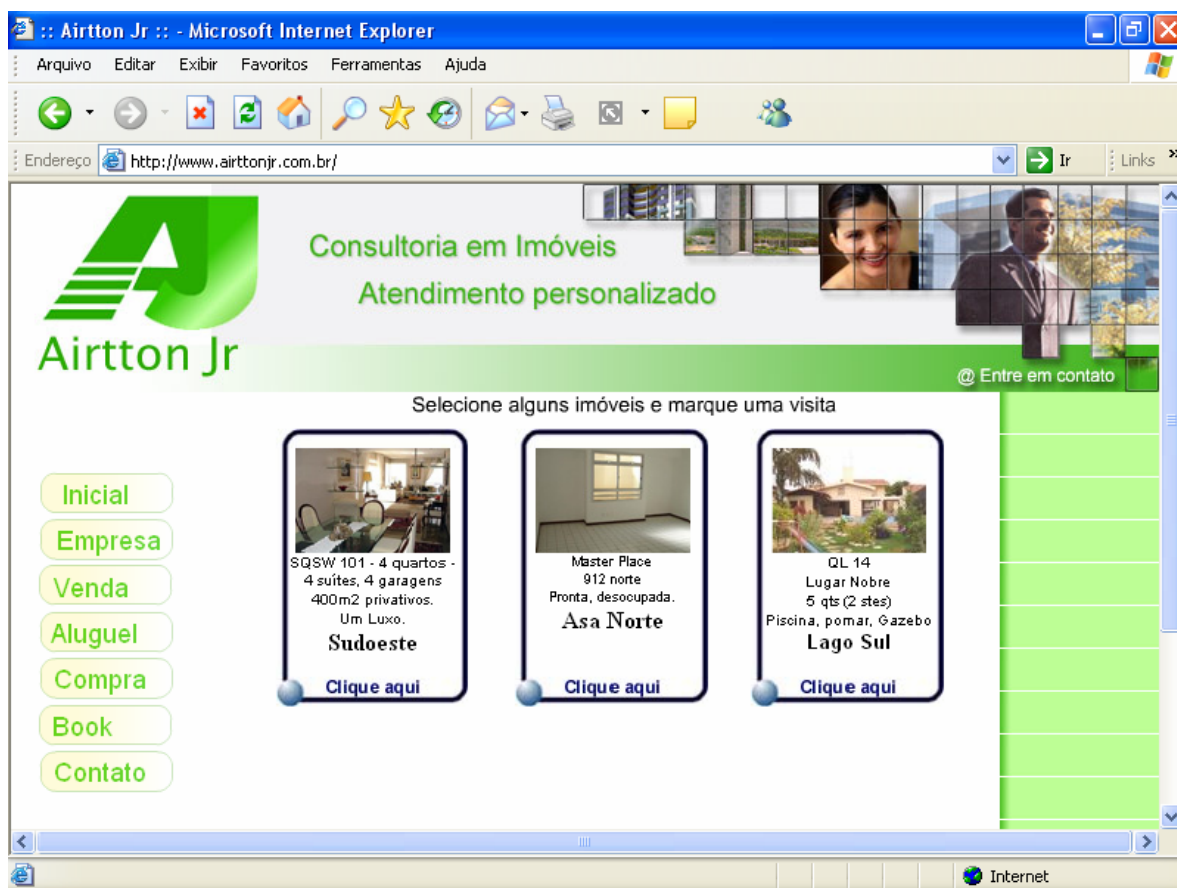 :: Airtton Jr :: - Microsoft Internet Explorer
Arquivo Editar Exibir Favoritos Ferramentas Ajuda
Endereço http://www.airttonjr.com.br/ Ir Links »
AJ
Airtton Jr
Consultoria em Imóveis
Atendimento personalizado
@ Entre em contato
Selecione alguns imóveis e marque uma visita
Inicial
Empresa
Venda
Aluguel
Compra
Book
Contato
SQSW 101 - 4 quartos -
4 suítes, 4 garagens
400m2 privativos.
Um Luxo.
Sudoeste
Clique aqui
Master Place
912 norte
Pronta, desocupada.
Asa Norte
Clique aqui
QL 14
Lugar Nobre
5 qts (2 stes)
Piscina, pomar, Gazebo
Lago Sul
Clique aqui
Internet